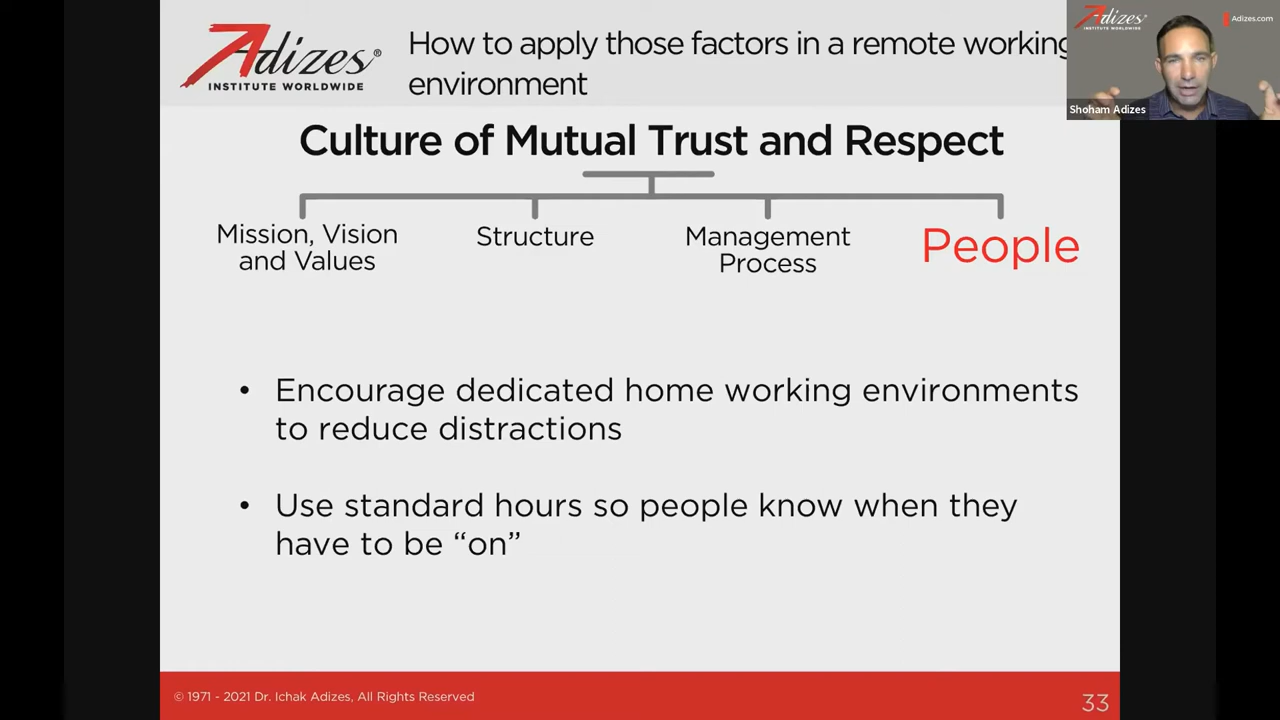 Adizes®
INSTITUTE WORLDWIDE
How to apply those factors in a remote working
environment
Adizes
INSTITUTE WORLDWIDE
Adizes.com
Shoham Adizes
Culture of Mutual Trust and Respect
Mission, Vision
and Values
Structure
Management
Process
People
• Encourage dedicated home working environments
to reduce distractions
• Use standard hours so people know when they
have to be “on”
© 1971 - 2021 Dr. Ichak Adizes, All Rights Reserved
33